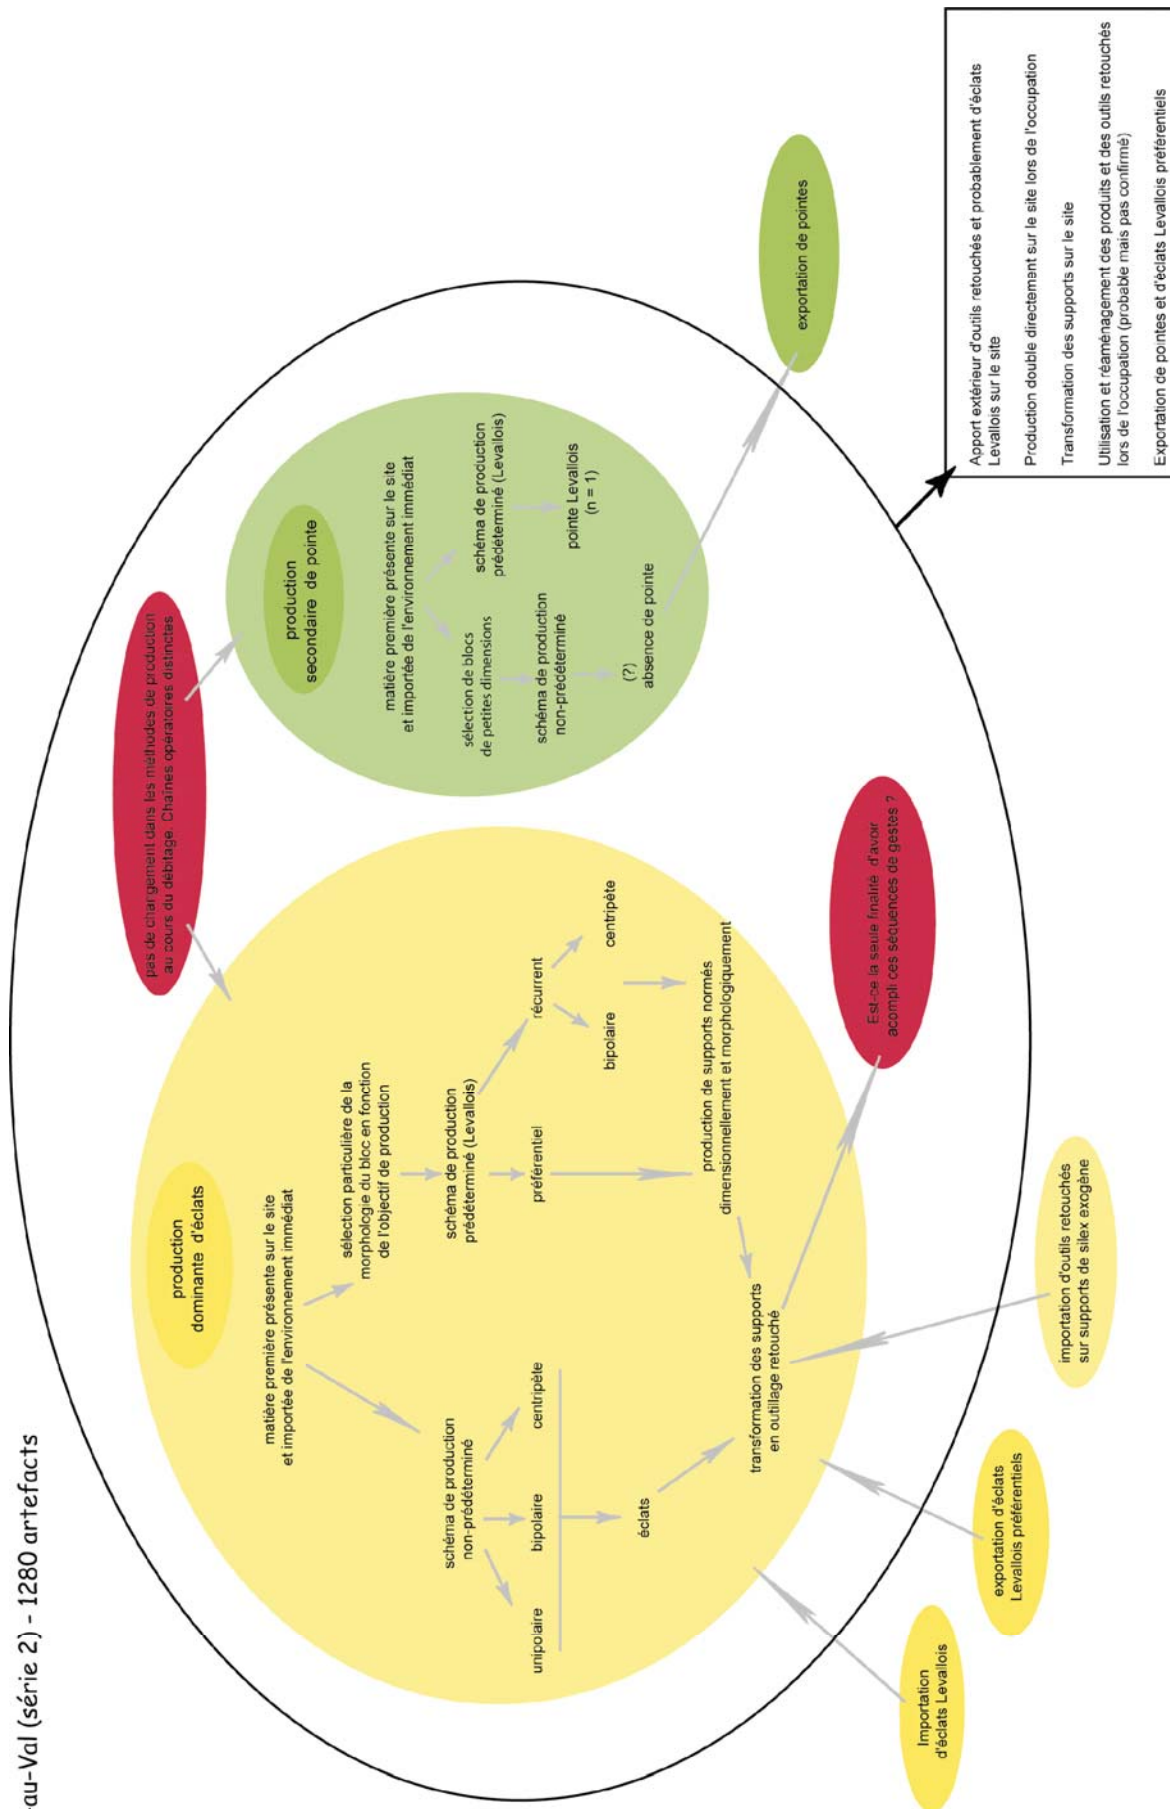 au-Val (série 2) - 1280 artefacts
pas de changement dans les méthodes de production
au cours du débitage. Chaines opératoires distinctes
production
dominante d'éclats
matière première présente sur le site
et importée de l'environnement immédiat
schéma de production
non-prédéterminé
unipolaire
bipolaire
centripète
éclats
sélection particulière de la
morphologie du bloc en fonction
de l'objectif de production
schéma de production
prédéterminé (Levallois)
préférentiel
récurrent
bipolaire
centripète
production de supports normés
dimensionnellement et morphologiquement
transformation des supports
en outillage retouché
production
secondaire de pointe
matière première présente sur le site
et importée de l'environnement immédiat
sélection de blocs
de petites dimensions
schéma de production
non-prédéterminé
(?)
absence de pointe
schéma de production
prédéterminé (Levallois)
pointe Levallois
(n = 1)
exportation de pointes
Est-ce la seule finalité d'avoir
acompli ces séquences de gestes ?
Importation
d'éclats Levallois
exportation d'éclats
Levallois préférentiels
importation d'outils retouchés
sur supports de silex exogène
Apport extérieur d'outils retouchés et probablement d'éclats
Levallois sur le site
Production double directement sur le site lors de l'occupation
Transformation des supports sur le site
Utilisation et réaménagement des produits et des outils retouchés
lors de l'occupation (probable mais pas confirmé)
Exportation de pointes et d'éclats Levallois préférentiels